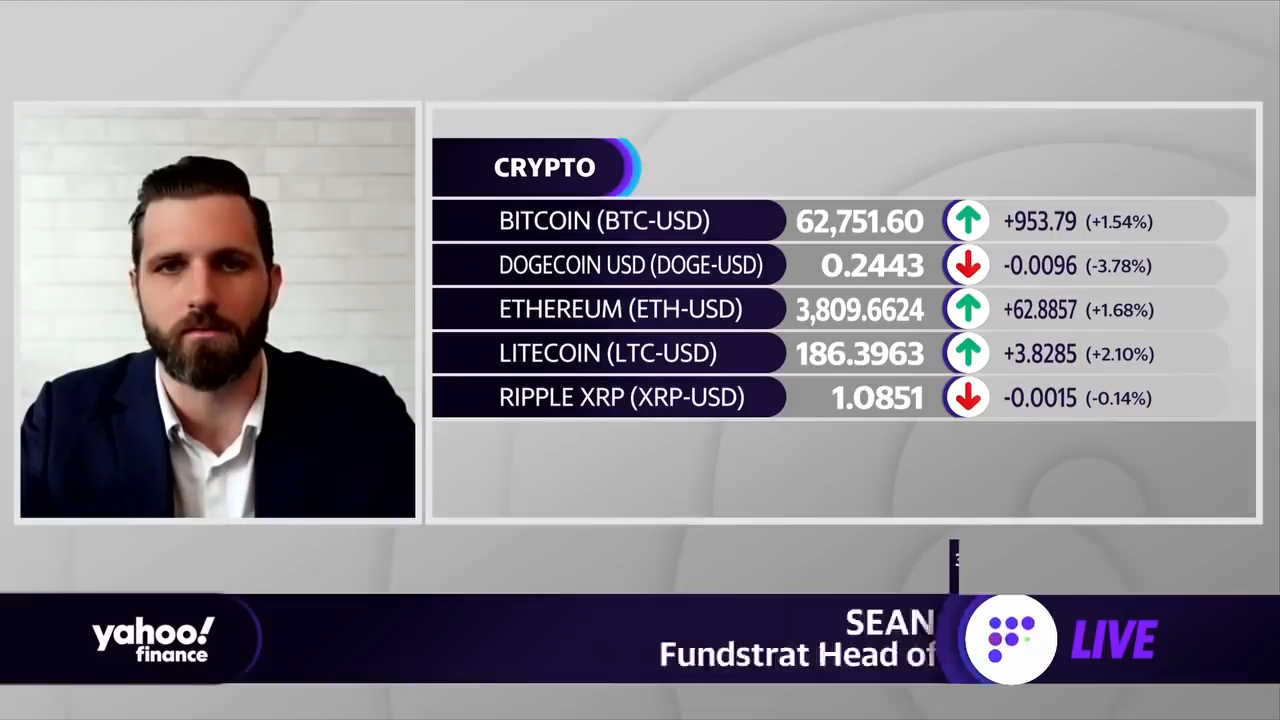 CRYPTO
BITCOIN (BTC-USD) 62,751.60 +953.79 (+1.54%)
DOGECOIN USD (DOGE-USD) 0.2443 -0.0096 (-3.78%)
ETHEREUM (ETH-USD) 3,809.6624 +62.8857 (+1.68%)
LITECOIN (LTC-USD) 186.3963 +3.8285 (+2.10%)
RIPPLE XRP (XRP-USD) 1.0851 -0.0015 (-0.14%)
yahoo!
finance
SEAN
Fundstrat Head of
LIVE